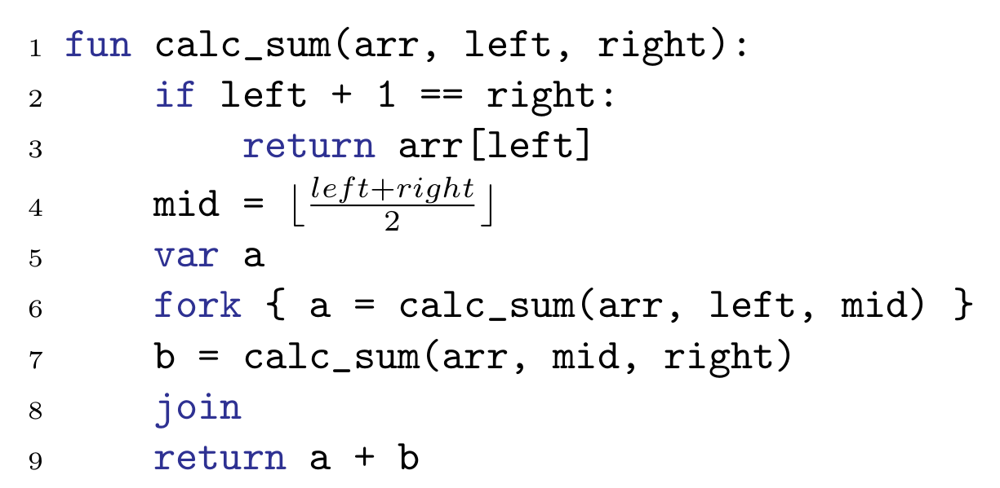 1 fun calc_sum(arr, left, right):
2 if left + 1 == right:
3 return arr[left]
4 mid = ⌊\frac{left+right}{2}⌋
5 var a
6 fork { a = calc_sum(arr, left, mid) }
7 b = calc_sum(arr, mid, right)
8 join
9 return a + b